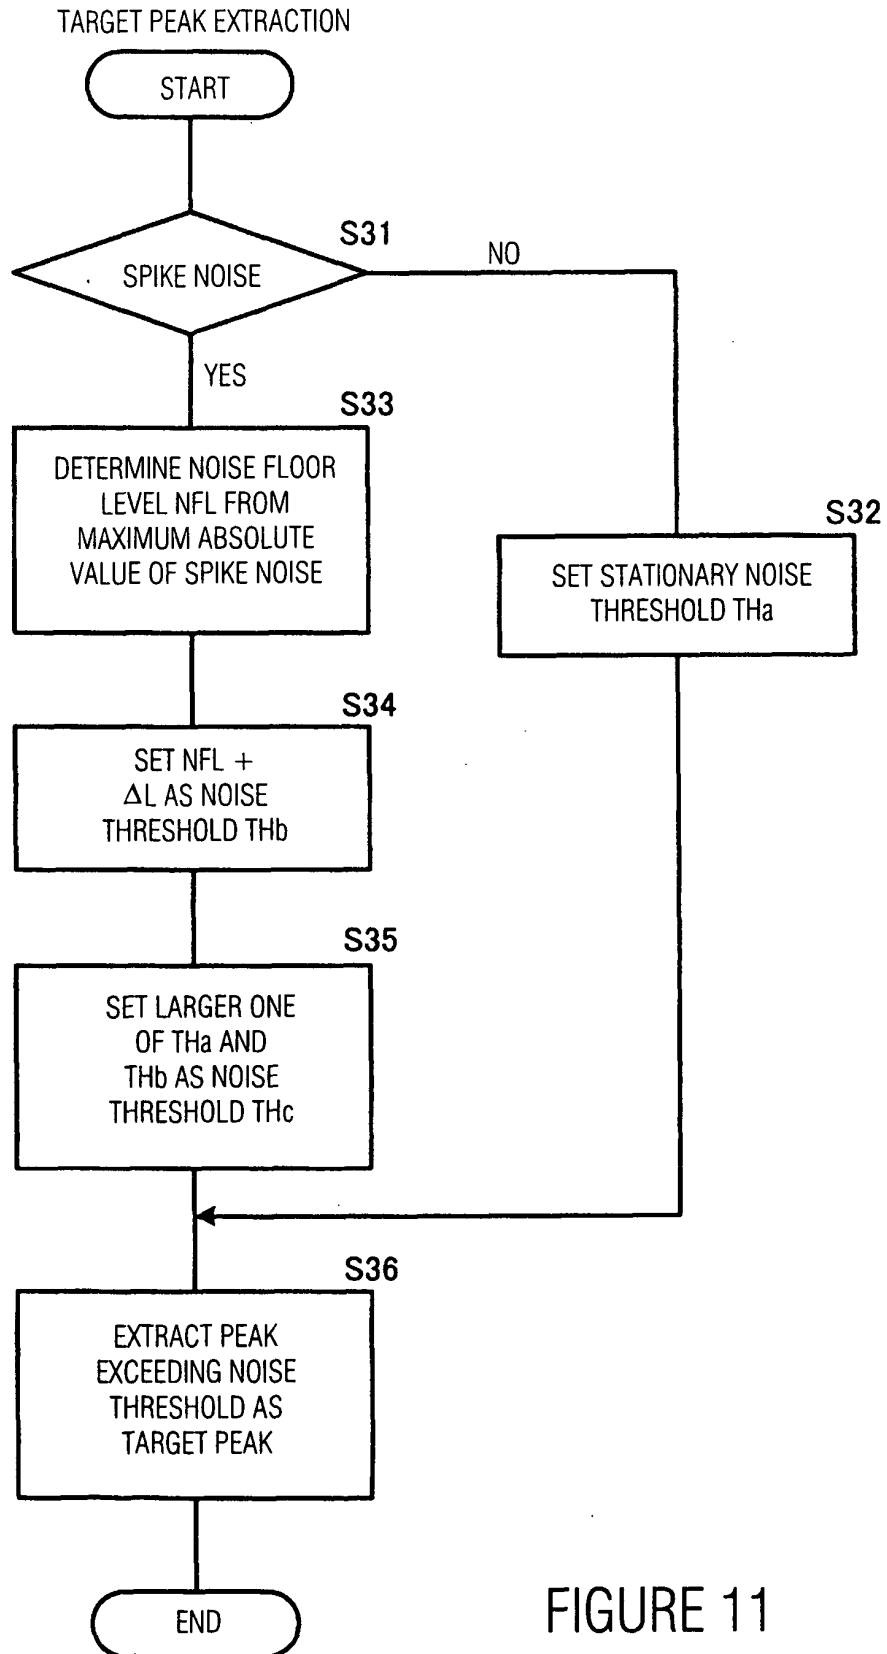 TARGET PEAK EXTRACTION
START
S31
SPIKE NOISE
NO
YES
S33
DETERMINE NOISE FLOOR
LEVEL NFL FROM
MAXIMUM ABSOLUTE
VALUE OF SPIKE NOISE
S32
SET STATIONARY NOISE
THRESHOLD THa
S34
SET NFL +
ΔL AS NOISE
THRESHOLD THb
S35
SET LARGER ONE
OF THa AND
THb AS NOISE
THRESHOLD THc
S36
EXTRACT PEAK
EXCEEDING NOISE
THRESHOLD AS
TARGET PEAK
END
FIGURE 11